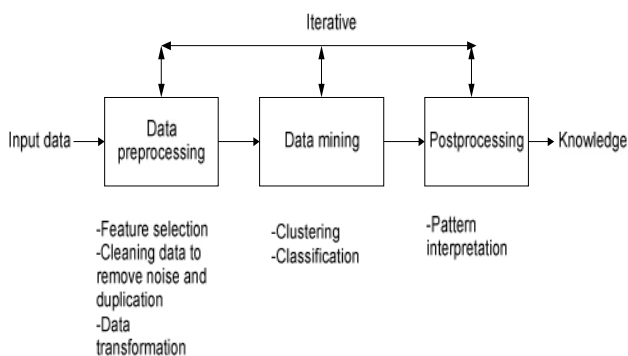 Iterative
Input data
Data
preprocessing
Data mining
Postprocessing
Knowledge
-Feature selection
-Cleaning data to
remove noise and
duplication
-Data
transformation
-Clustering
-Classification
-Pattern
interpretation